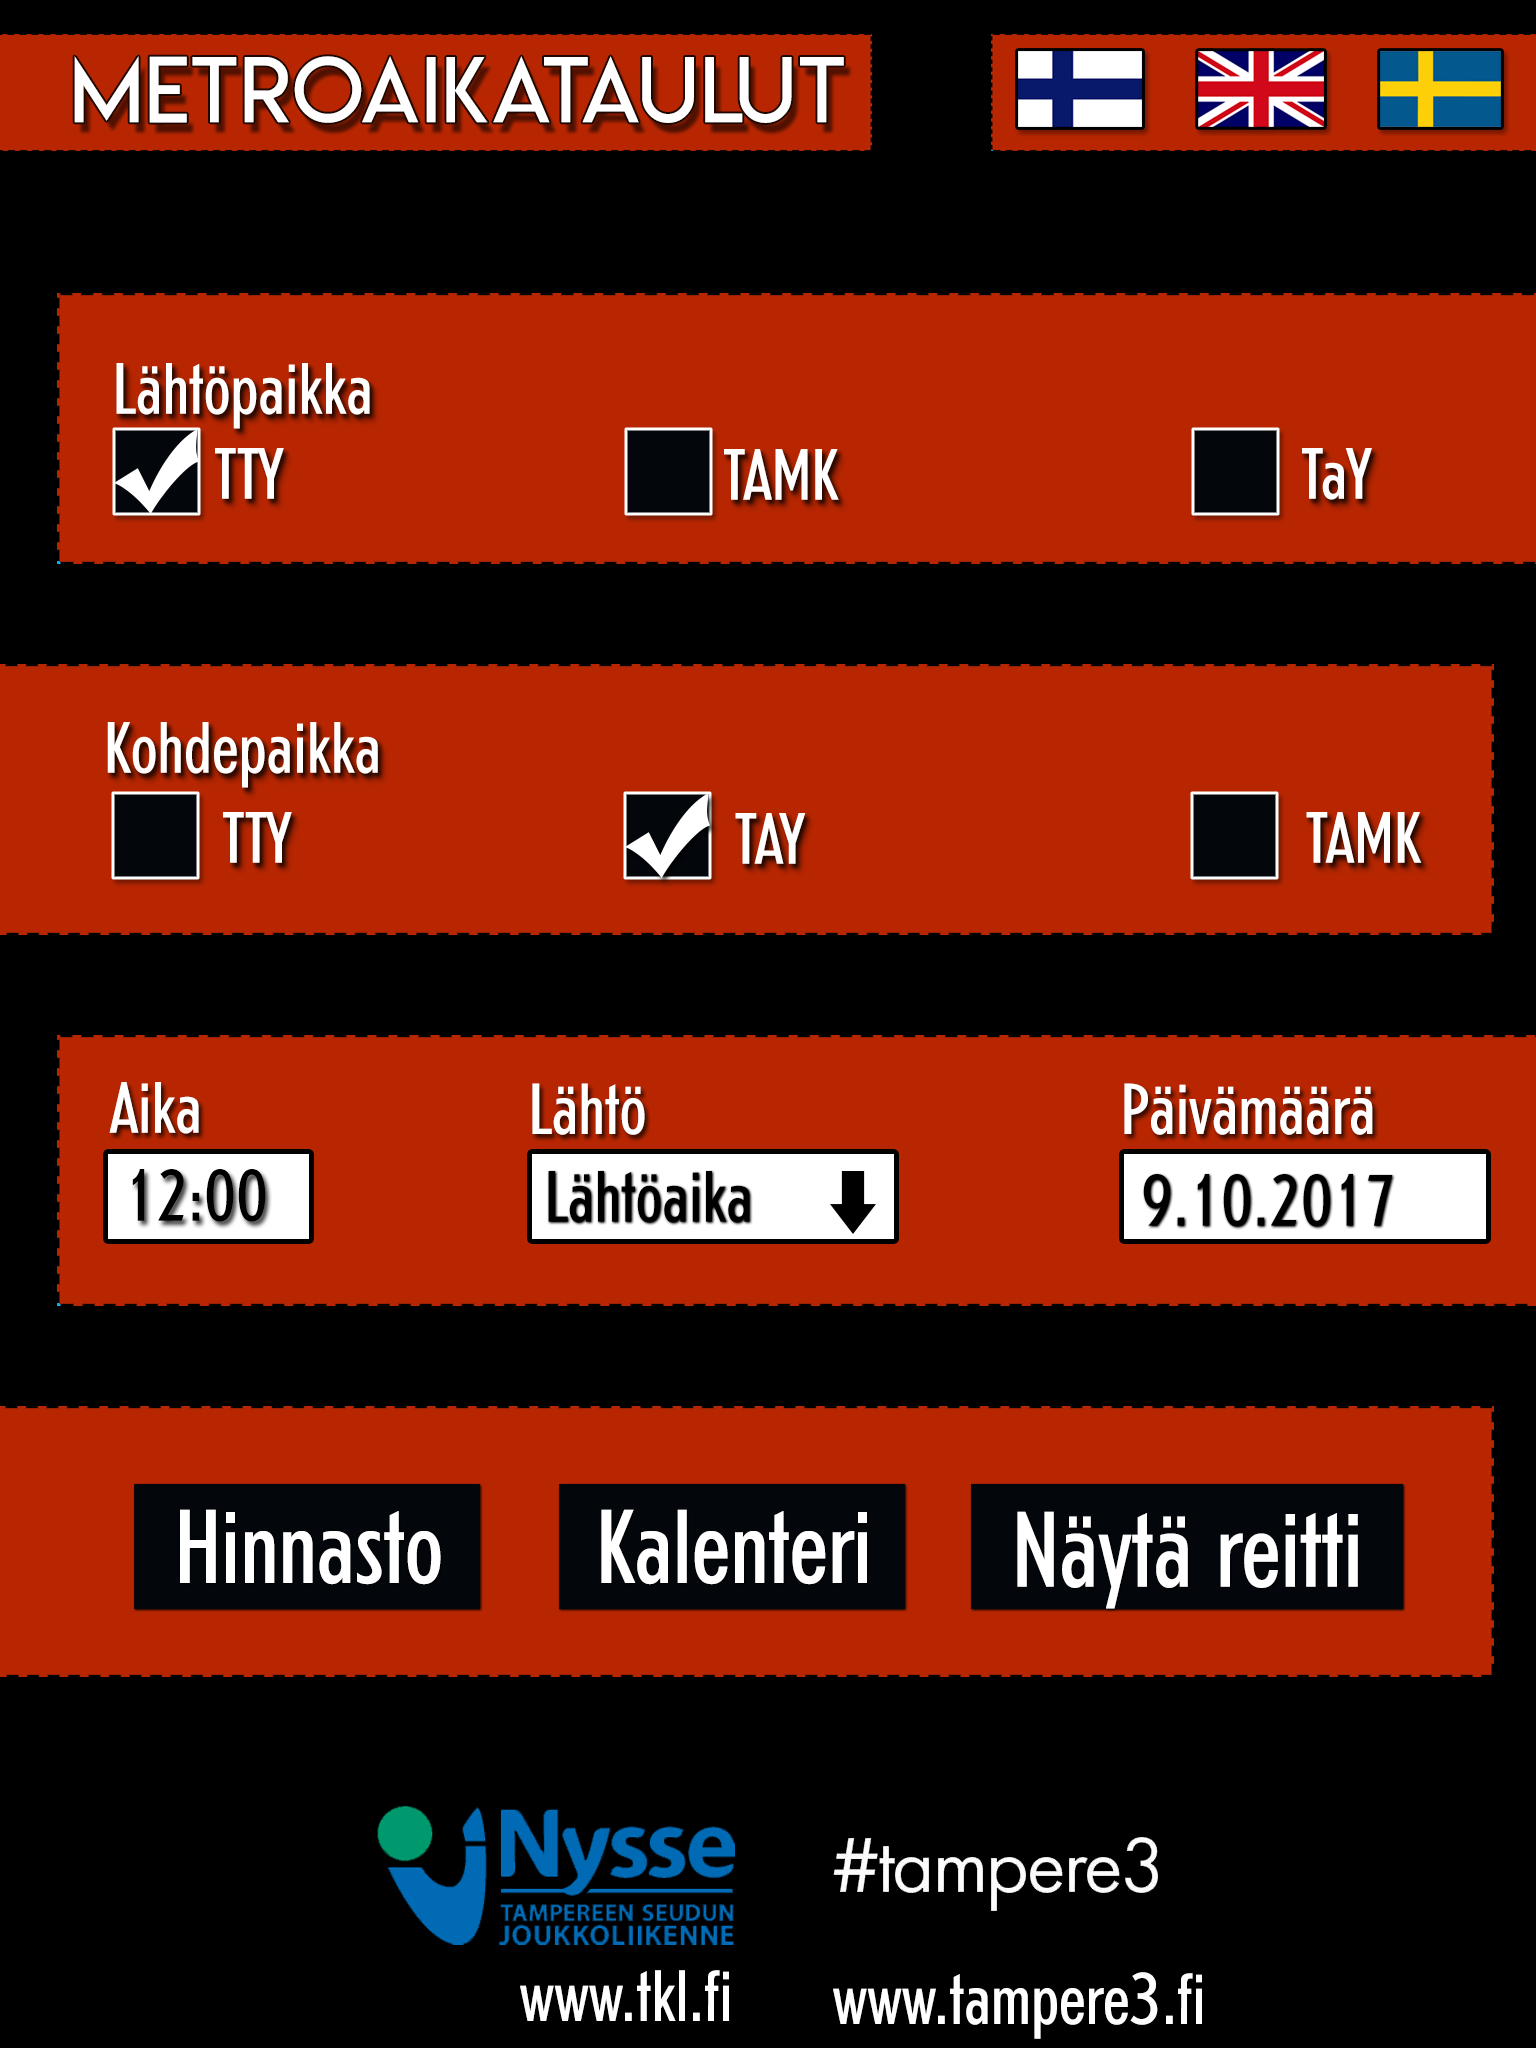 METROAIKATAULUT
Lähtöpaikka
TTY TAMK TaY
Kohdepaikka
TTY TAY TAMK
Aika Lähtö Päivämäärä
12:00 Lähtöaika 9.10.2017
Hinnasto Kalenteri Näytä reitti
Nysse
TAMPEREEN SEUDUN
JOUKKOLIIKENNE
#tampere3
www.tkl.fi www.tampere3.fi